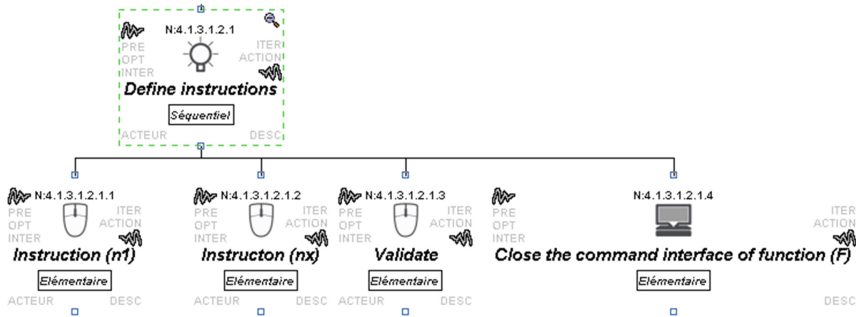 N:4.1.3.1.2.1
PRE ITER
OPT ACTION
INTER
Define instructions
Séquentiel
ACTEUR DESC
N:4.1.3.1.2.1.1
PRE ITER
OPT ACTION
INTER
Instruction (n1)
Elémentaire
ACTEUR DESC
N:4.1.3.1.2.1.2
PRE ITER
OPT ACTION
INTER
Instructon (nx)
Elémentaire
ACTEUR DESC
N:4.1.3.1.2.1.3
PRE ITER
OPT ACTION
INTER
Validate
Elémentaire
ACTEUR DESC
N:4.1.3.1.2.1.4
PRE ITER
OPT ACTION
INTER
Close the command interface of function (F)
Elémentaire
ACTEUR DESC